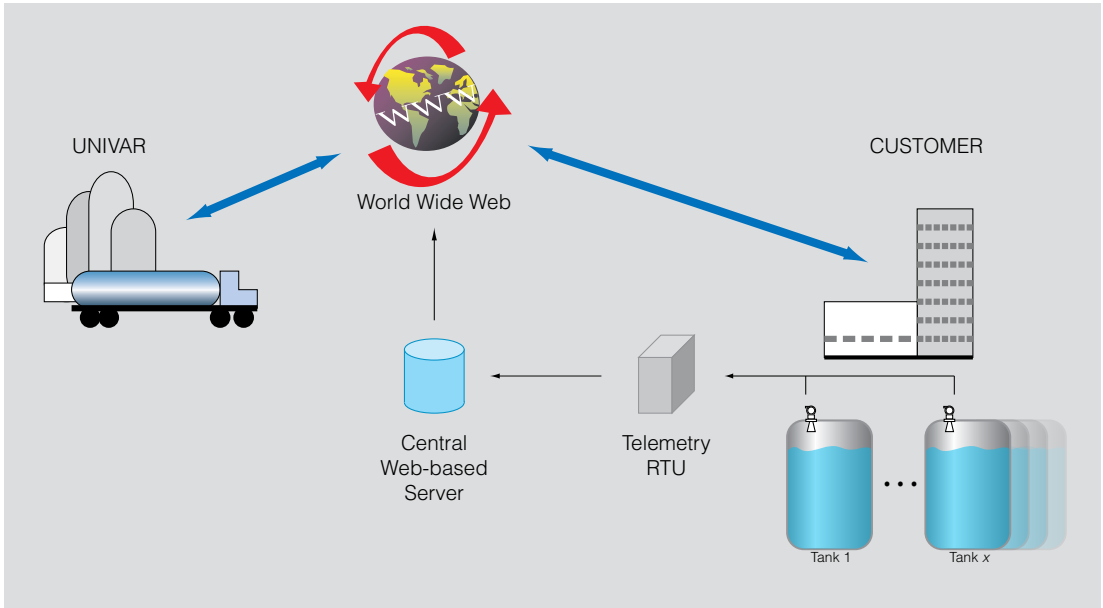 UNIVAR
WWW
CUSTOMER
World Wide Web
Central
Web-based
Server
Telemetry
RTU
Tank 1
Tank x